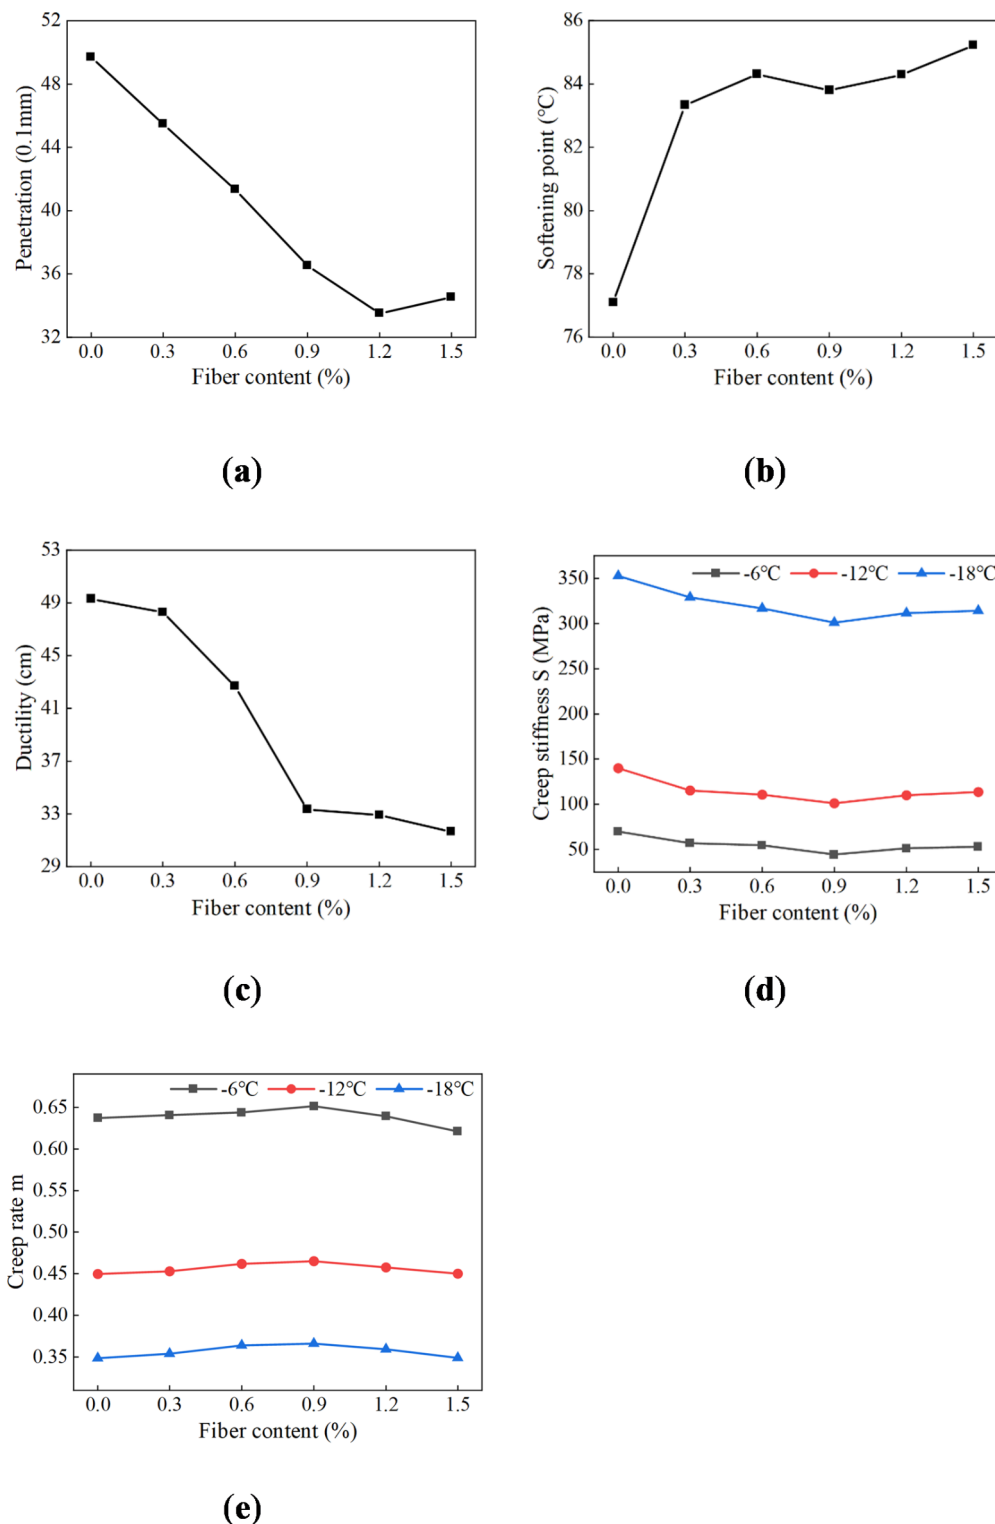 52
50
48
44
40
36
32
Penetration (0.1mm)
0.0 0.3 0.6 0.9 1.2 1.5
Fiber content (%)
(a)
86
84
82
80
78
76
Softening point (°C)
0.0 0.3 0.6 0.9 1.2 1.5
Fiber content (%)
(b)
53
49
45
41
37
33
29
Ductility (cm)
0.0 0.3 0.6 0.9 1.2 1.5
Fiber content (%)
(c)
-6℃ -12℃ -18℃
350
300
250
200
150
100
50
Creep stiffness S (MPa)
0.0 0.3 0.6 0.9 1.2 1.5
Fiber content (%)
(d)
-6℃ -12℃ -18℃
0.65
0.60
0.55
0.50
0.45
0.40
0.35
Creep rate m
0.0 0.3 0.6 0.9 1.2 1.5
Fiber content (%)
(e)